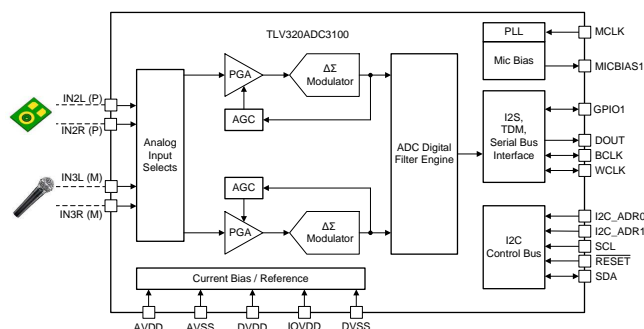 TLV320ADC3100
PLL
MCLK
Mic Bias
MICBIAS1
PGA
ΔΣ
Modulator
AGC
IN2L (P)
IN2R (P)
IN3L (M)
IN3R (M)
Analog
Input
Selects
ADC Digital
Filter Engine
I2S,
TDM,
Serial Bus
Interface
GPIO1
DOUT
BCLK
WCLK
AGC
PGA
ΔΣ
Modulator
I2C
Control Bus
I2C_ADR0
I2C_ADR1
SCL
RESET
SDA
Current Bias / Reference
AVDD
AVSS
DVDD
IOVDD
DVSS